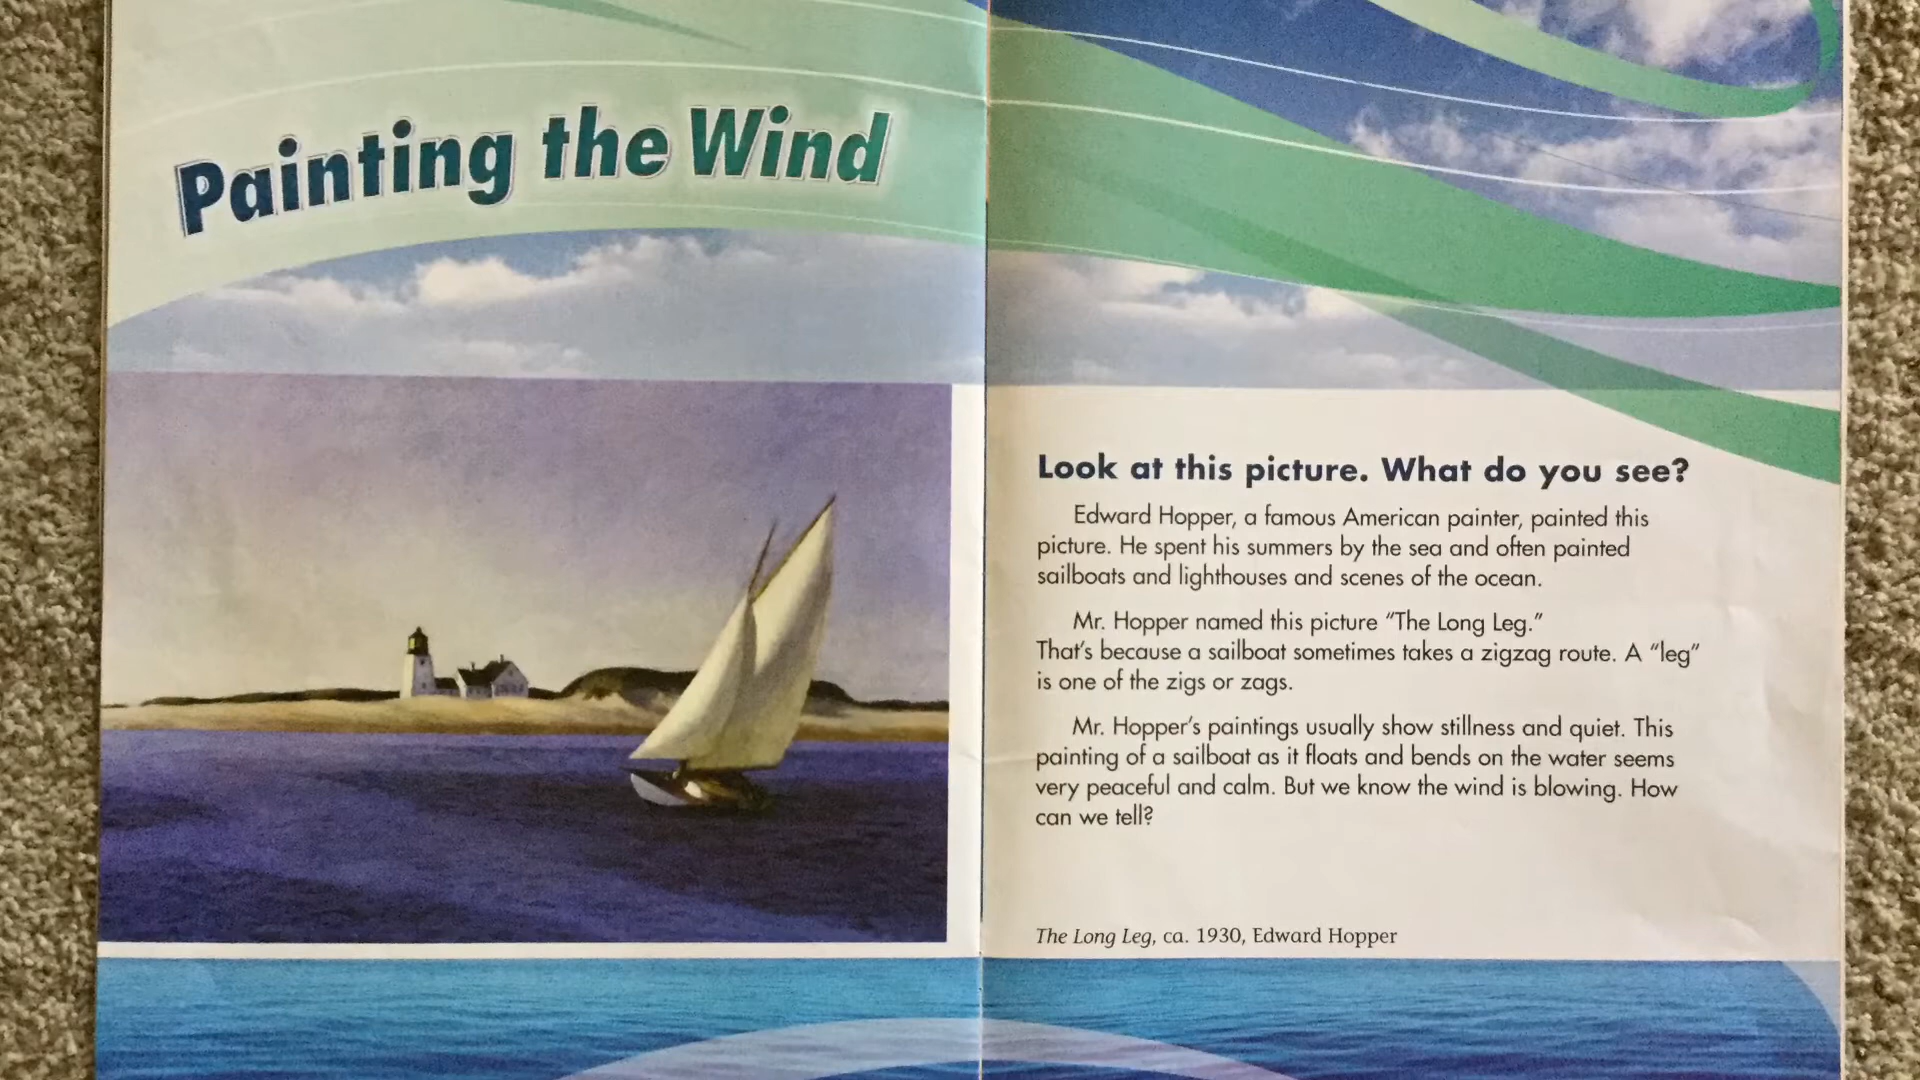 Painting the Wind
Look at this picture. What do you see?
Edward Hopper, a famous American painter, painted this
picture. He spent his summers by the sea and often painted
sailboats and lighthouses and scenes of the ocean.
Mr. Hopper named this picture “The Long Leg.”
That’s because a sailboat sometimes takes a zigzag route. A “leg”
is one of the zigs or zags.
Mr. Hopper’s paintings usually show stillness and quiet. This
painting of a sailboat as it floats and bends on the water seems
very peaceful and calm. But we know the wind is blowing. How
can we tell?
The Long Leg, ca. 1930, Edward Hopper